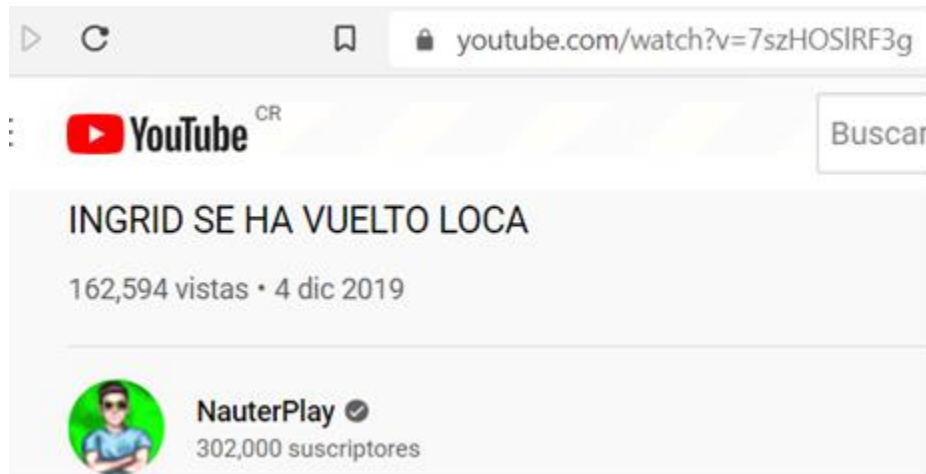 youtube.com/watch?v=7szHOSlRF3g
YouTube CR
Buscar
INGRID SE HA VUELTO LOCA
162,594 vistas • 4 dic 2019
NauterPlay
302,000 suscriptores